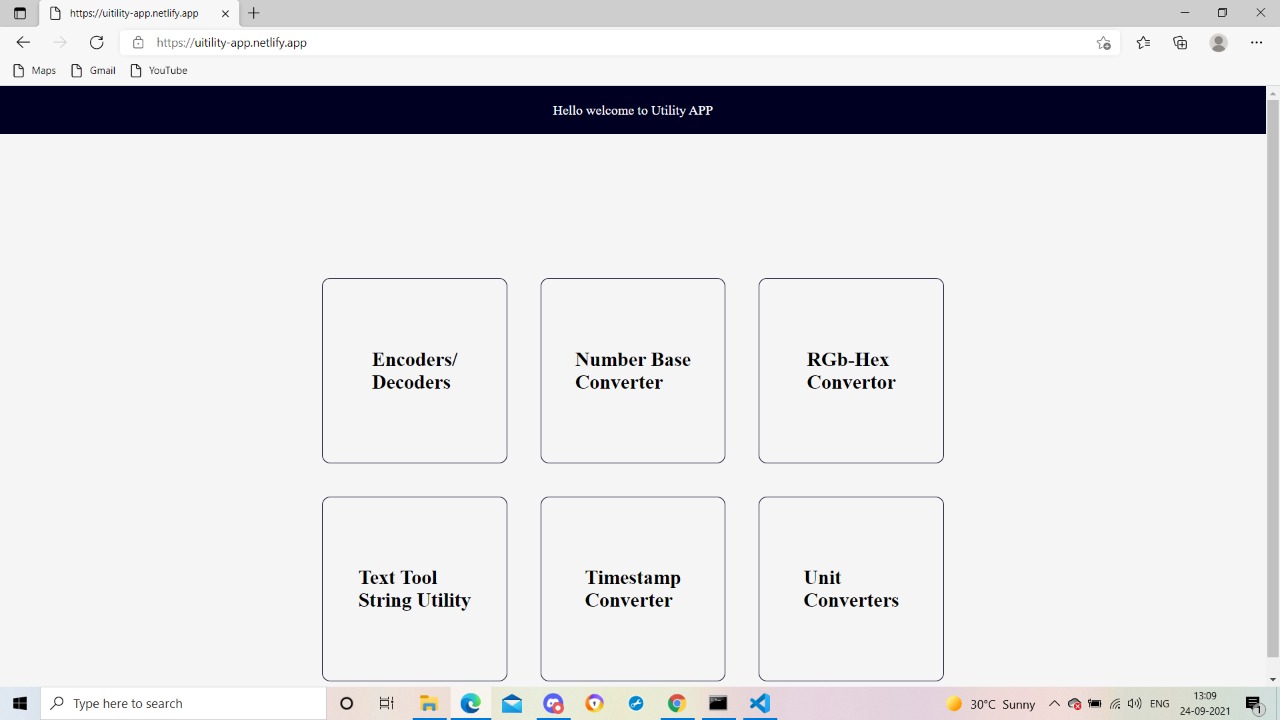 https://uitility-app.netlify.app
https://uitility-app.netlify.app
Maps
Gmail
YouTube
Hello welcome to Utility APP
Encoders/
Decoders
Number Base
Converter
RGb-Hex
Convertor
Text Tool
String Utility
Timestamp
Converter
Unit
Converters
Type here to search
30°C Sunny
ENG
13:09
24-09-2021
1